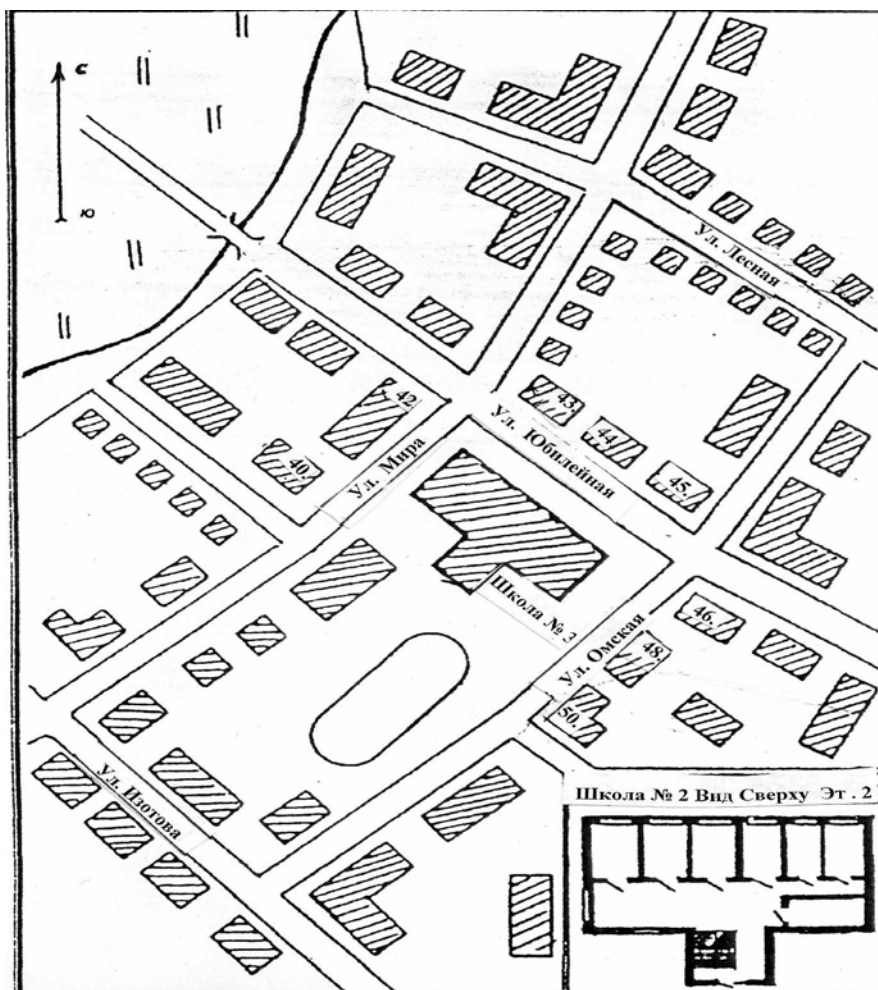 с
ю
Ул. Лесная
43.
44.
45.
Ул. Юбилейная
42.
40.
Ул. Мира
Школа № 3
Ул. Омская
46.
48.
50.
Ул. Изотова
Школа № 2 Вид Сверху Эт . 2